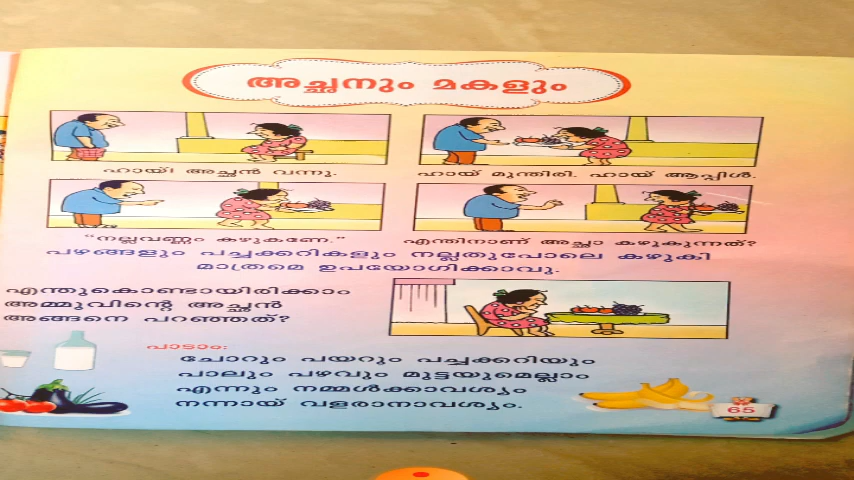 അച്ഛനും മകളും
ഹായ്! അച്ഛൻ വന്നു.
ഹായ് മുന്തിരി. ഹായ് ആപ്പിൾ.
"നല്ലവണ്ണം കഴുകണേ."
എന്തിനാണ് അച്ഛാ കഴുകുന്നത്?
പഴങ്ങളും പച്ചക്കറികളും നല്ലതുപോലെ കഴുകി
മാത്രമെ ഉപയോഗിക്കാവു.
എന്തുകൊണ്ടായിരിക്കാം
അമ്മുവിന്റെ അച്ഛൻ
അങ്ങനെ പറഞ്ഞത്?
പാടാം:
ചോറും പയറും പച്ചക്കറിയും
പാലും പഴവും മുട്ടയുമെല്ലാം
എന്നും നമ്മൾക്കാവശ്യം
നന്നായ് വളരാനാവശ്യം.
65